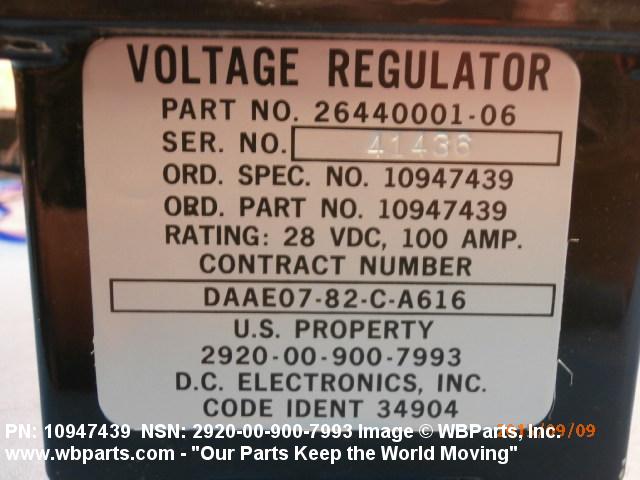 VOLTAGE REGULATOR
PART NO. 26440001-06
SER. NO. 41436
ORD. SPEC. NO. 10947439
ORD. PART NO. 10947439
RATING: 28 VDC, 100 AMP.
CONTRACT NUMBER
DAAE07-82-C-A616
U.S. PROPERTY
2920-00-900-7993
D.C. ELECTRONICS, INC.
CODE IDENT 34904
PN: 10947439 NSN: 2920-00-900-7993 Image © WBParts, Inc.
www.wbparts.com - "Our Parts Keep the World Moving"